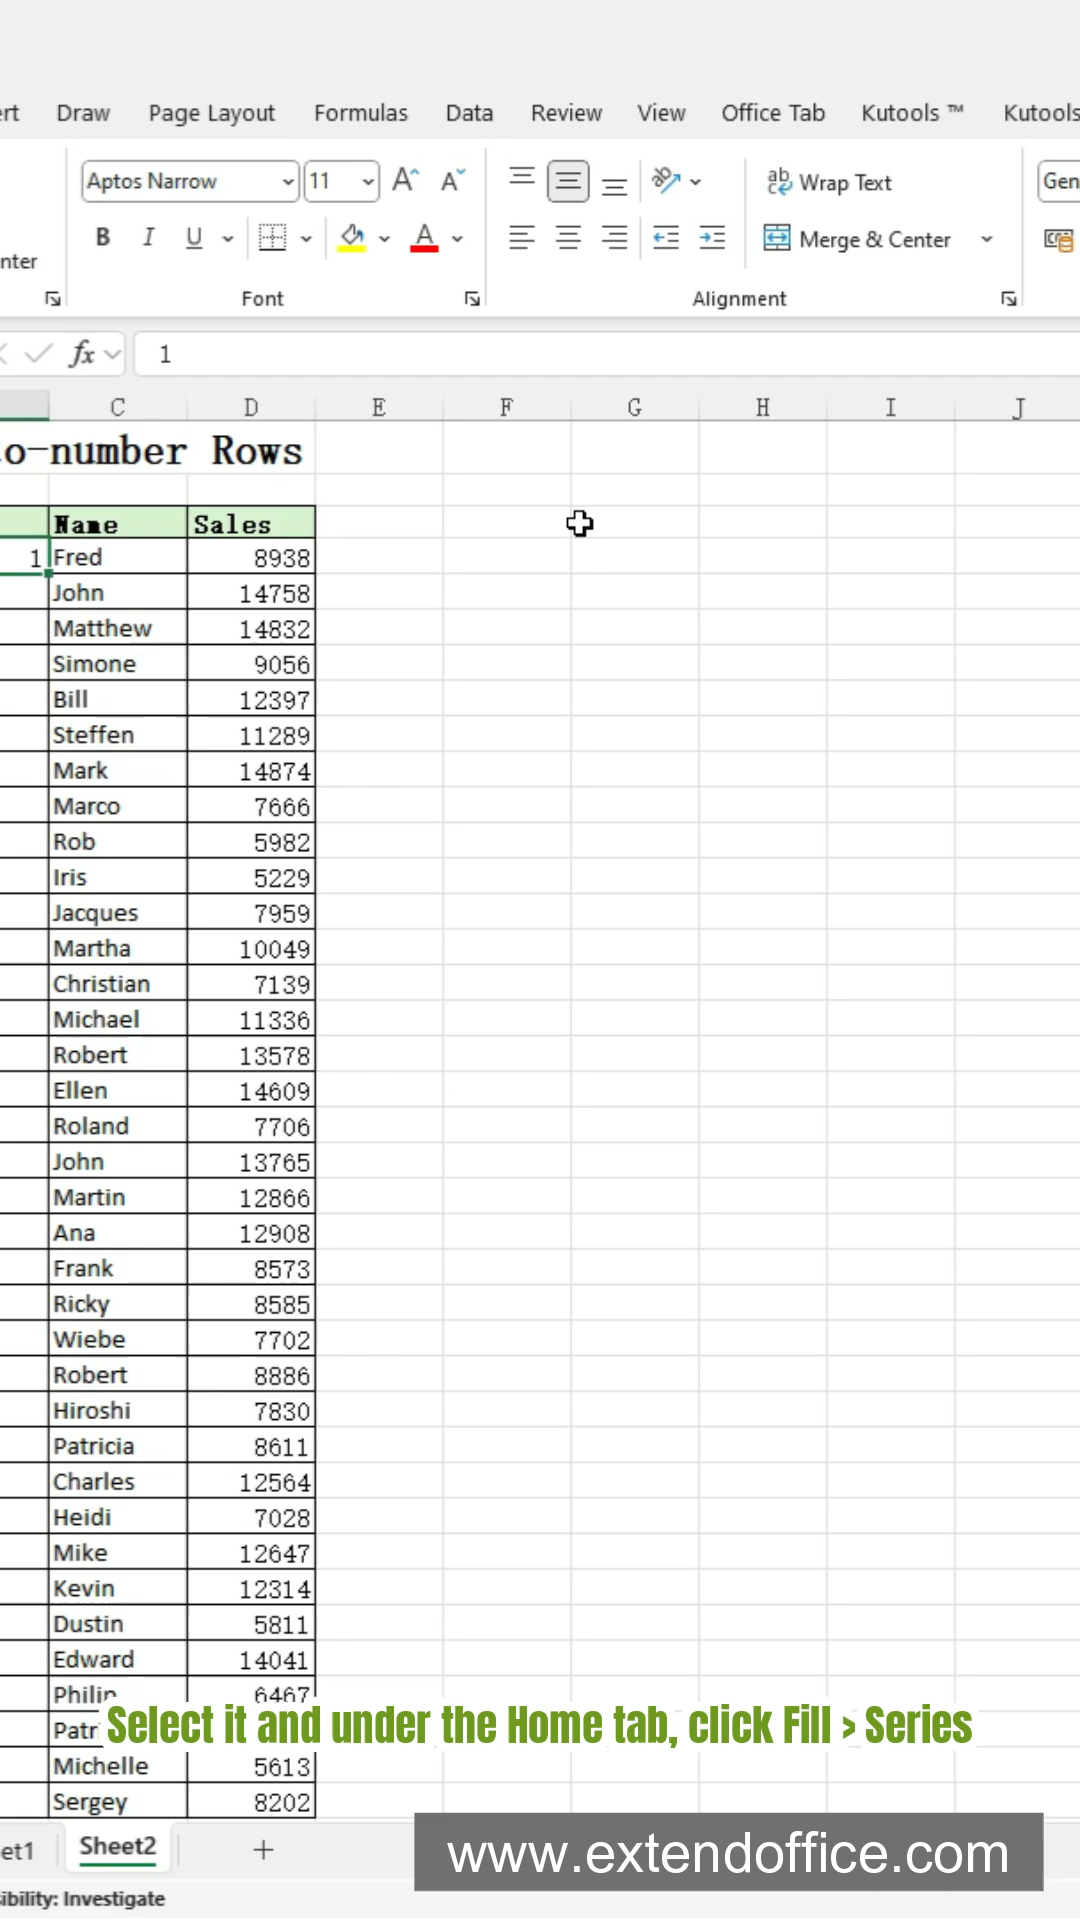 rt Draw Page Layout Formulas Data Review View Office Tab Kutools ™ Kutools
Aptos Narrow 11 A A ab Wrap Text Gen
B I U A Merge & Center
nter
Font Alignment
fx 1
C D E F G H I J
o-number Rows
Name Sales
1 Fred 8938
John 14758
Matthew 14832
Simone 9056
Bill 12397
Steffen 11289
Mark 14874
Marco 7666
Rob 5982
Iris 5229
Jacques 7959
Martha 10049
Christian 7139
Michael 11336
Robert 13578
Ellen 14609
Roland 7706
John 13765
Martin 12866
Ana 12908
Frank 8573
Ricky 8585
Wiebe 7702
Robert 8886
Hiroshi 7830
Patricia 8611
Charles 12564
Heidi 7028
Mike 12647
Kevin 12314
Dustin 5811
Edward 14041
Philip 6467
Patr
Select it and under the Home tab, click Fill > Series
Michelle 5613
Sergey 8202
et1 Sheet2 +
www.extendoffice.com
ibility: Investigate